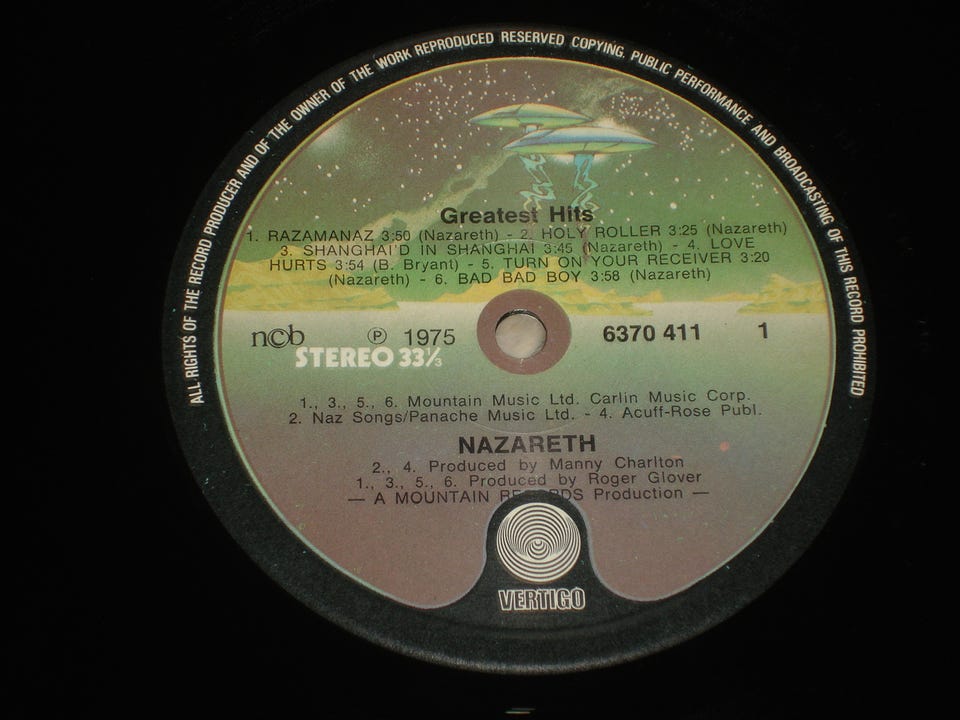 ALL RIGHTS OF THE RECORD PRODUCER AND OF THE OWNER OF THE WORK REPRODUCED RESERVED COPYING, PUBLIC PERFORMANCE AND BROADCASTING OF THIS RECORD PROHIBITED
Greatest Hits
1. RAZAMANAZ 3:50 (Nazareth) - 2. HOLY ROLLER 3:25 (Nazareth)
3. SHANGHAI'D IN SHANGHAI 3:45 (Nazareth) - 4. LOVE
HURTS 3:54 (B. Bryant) - 5. TURN ON YOUR RECEIVER 3:20
(Nazareth) - 6. BAD BAD BOY 3:58 (Nazareth)
n©b ℗ 1975 6370 411 1
STEREO 33⅓
1., 3., 5., 6. Mountain Music Ltd. Carlin Music Corp.
2. Naz Songs/Panache Music Ltd. - 4. Acuff-Rose Publ.
NAZARETH
2., 4. Produced by Manny Charlton
1., 3., 5., 6. Produced by Roger Glover
— A MOUNTAIN RECORDS Production —
VERTIGO